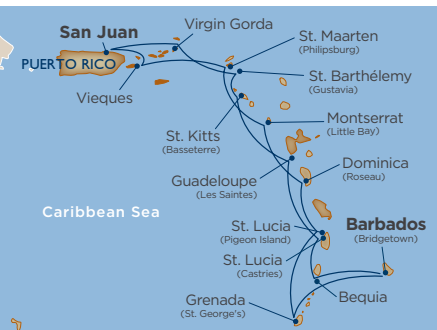 Virgin Gorda
San Juan
St. Maarten
(Philipsburg)
PUERTO RICO
St. Barthélemy
(Gustavia)
Vieques
Montserrat
(Little Bay)
St. Kitts
(Basseterre)
Dominica
(Roseau)
Guadeloupe
(Les Saintes)
Caribbean Sea
St. Lucia
(Pigeon Island)
Barbados
(Bridgetown)
St. Lucia
(Castries)
Bequia
Grenada
(St. George's)